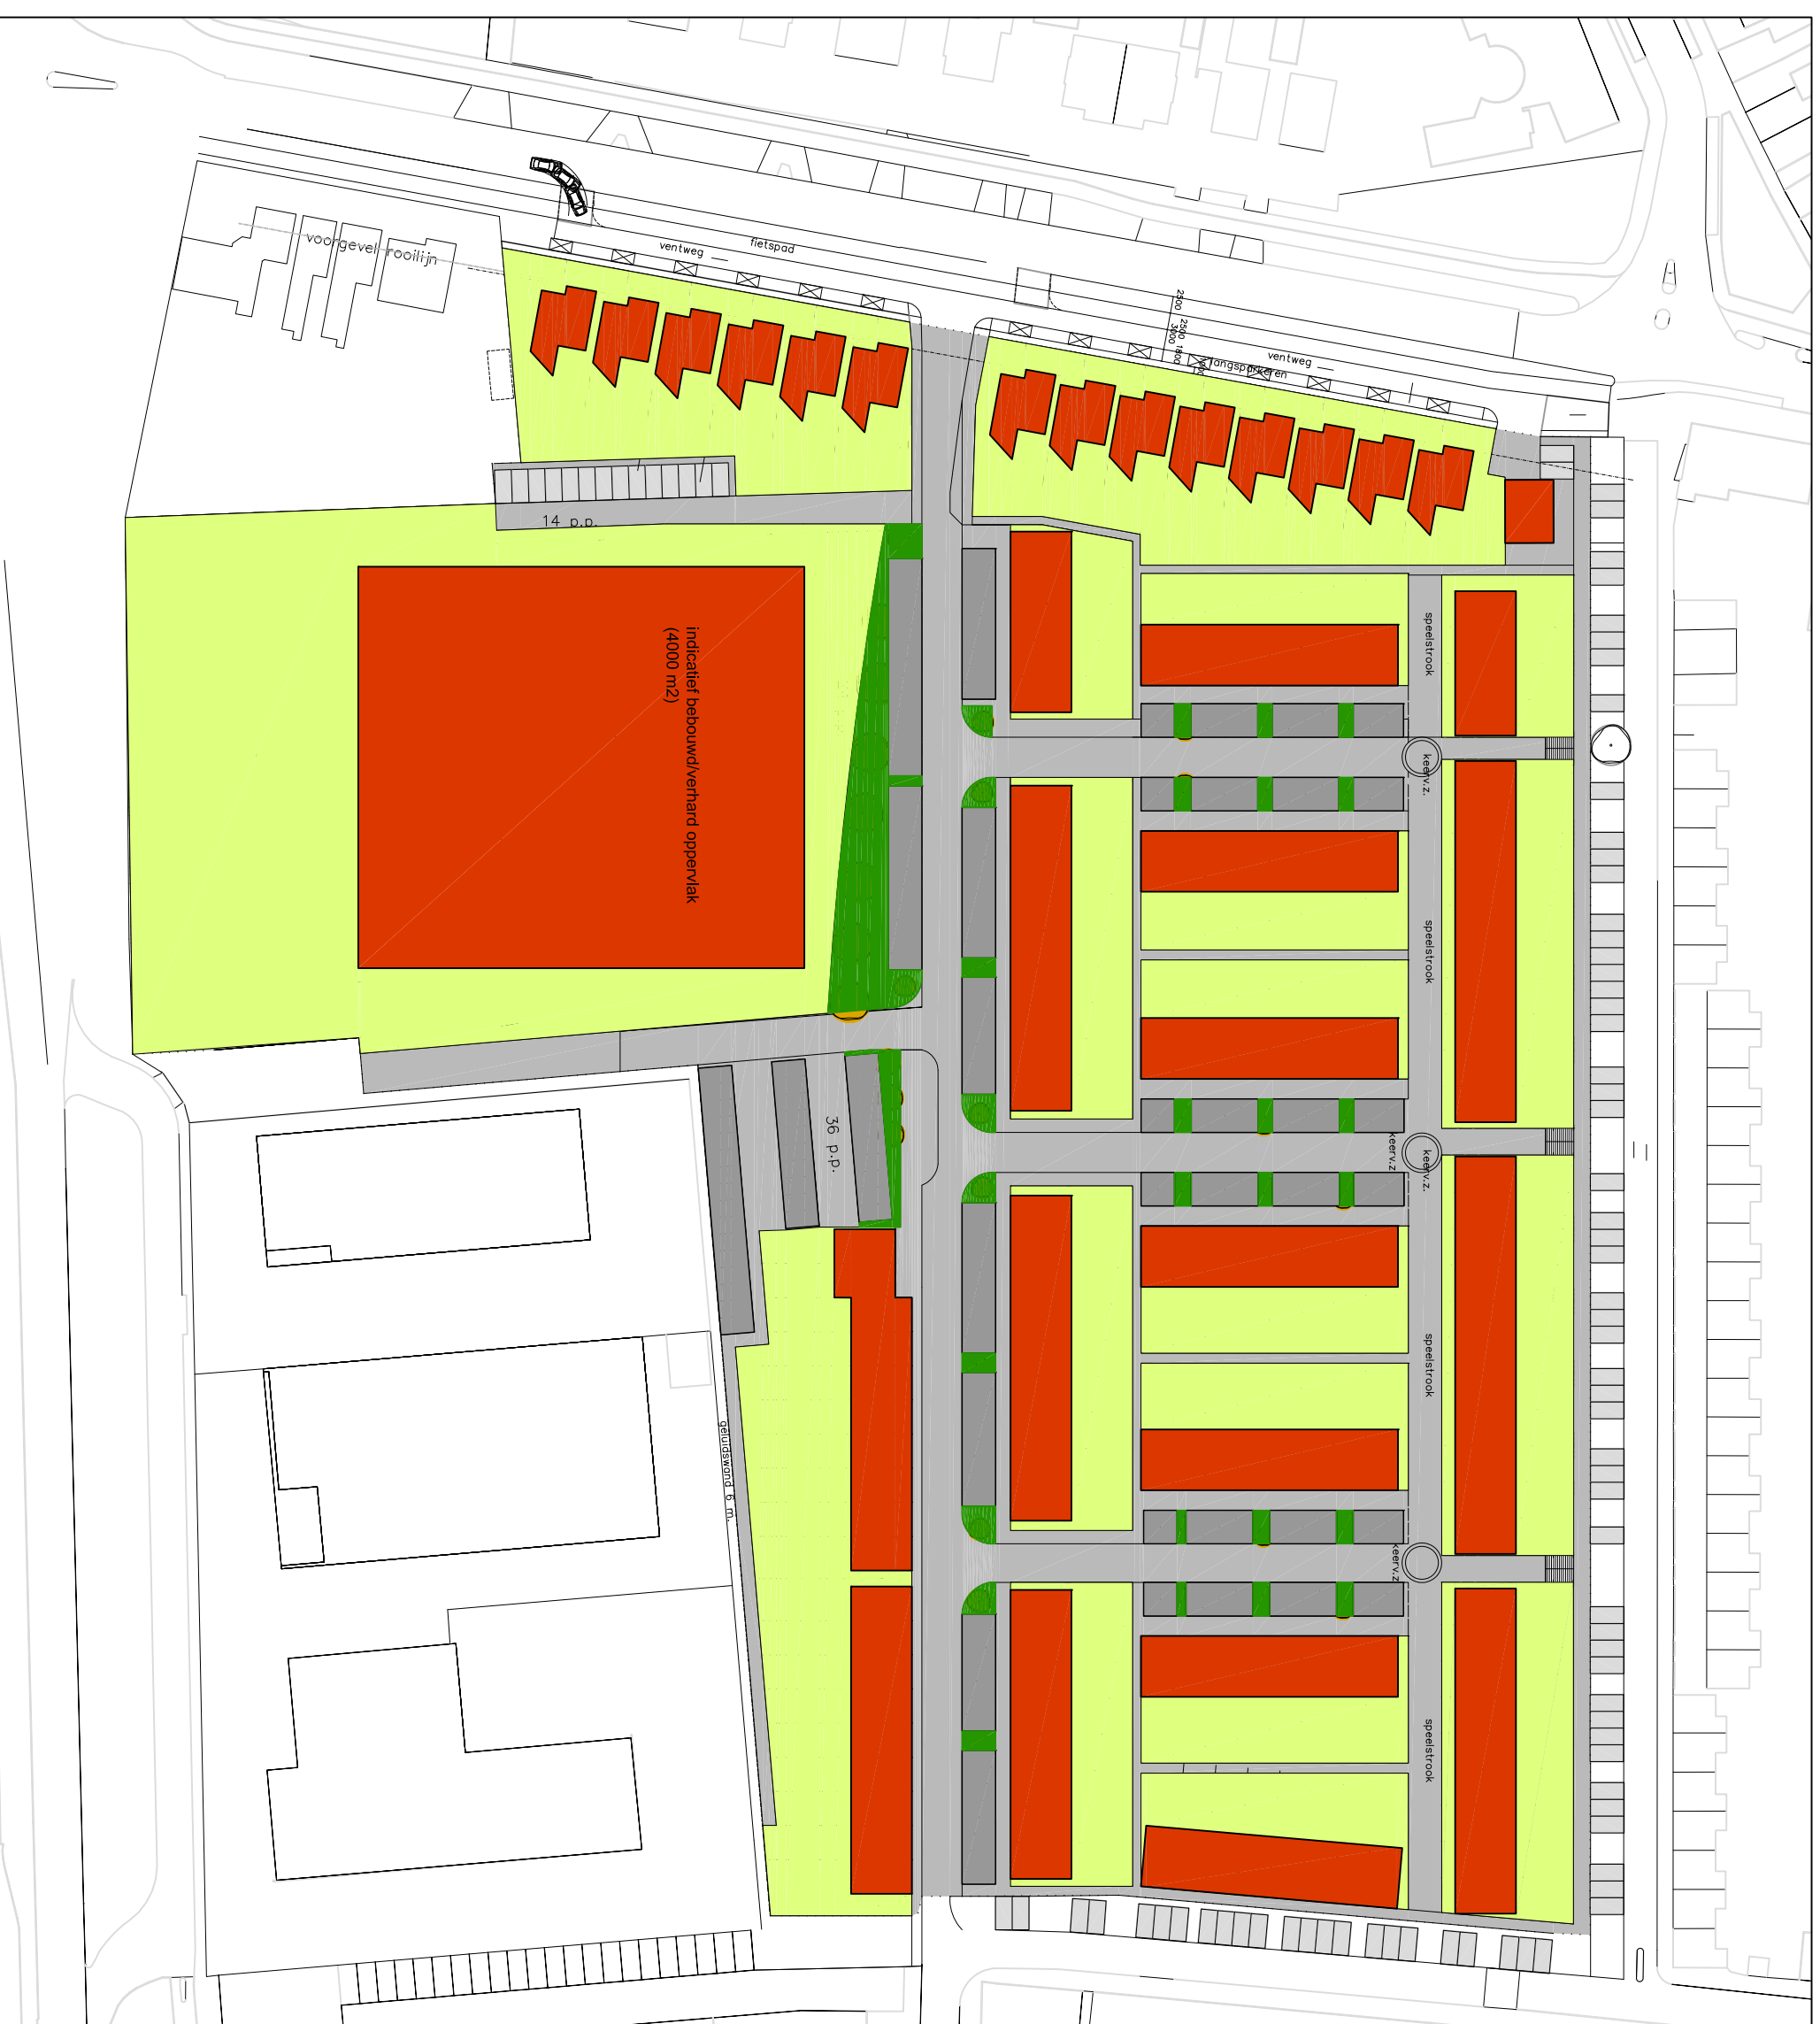 voorgevel rooilijn
ventweg
fietspad
2500
2500
3000
1800
ventweg
langsparkeren
14 p.p.
indicatief bebouwd/verhard oppervlak
(4000 m2)
speelstrook
keerv.z.
speelstrook
36 p.p.
keerv.z.
keerv.z.
speelstrook
geluidswand 6 m.
keerv.z.
speelstrook